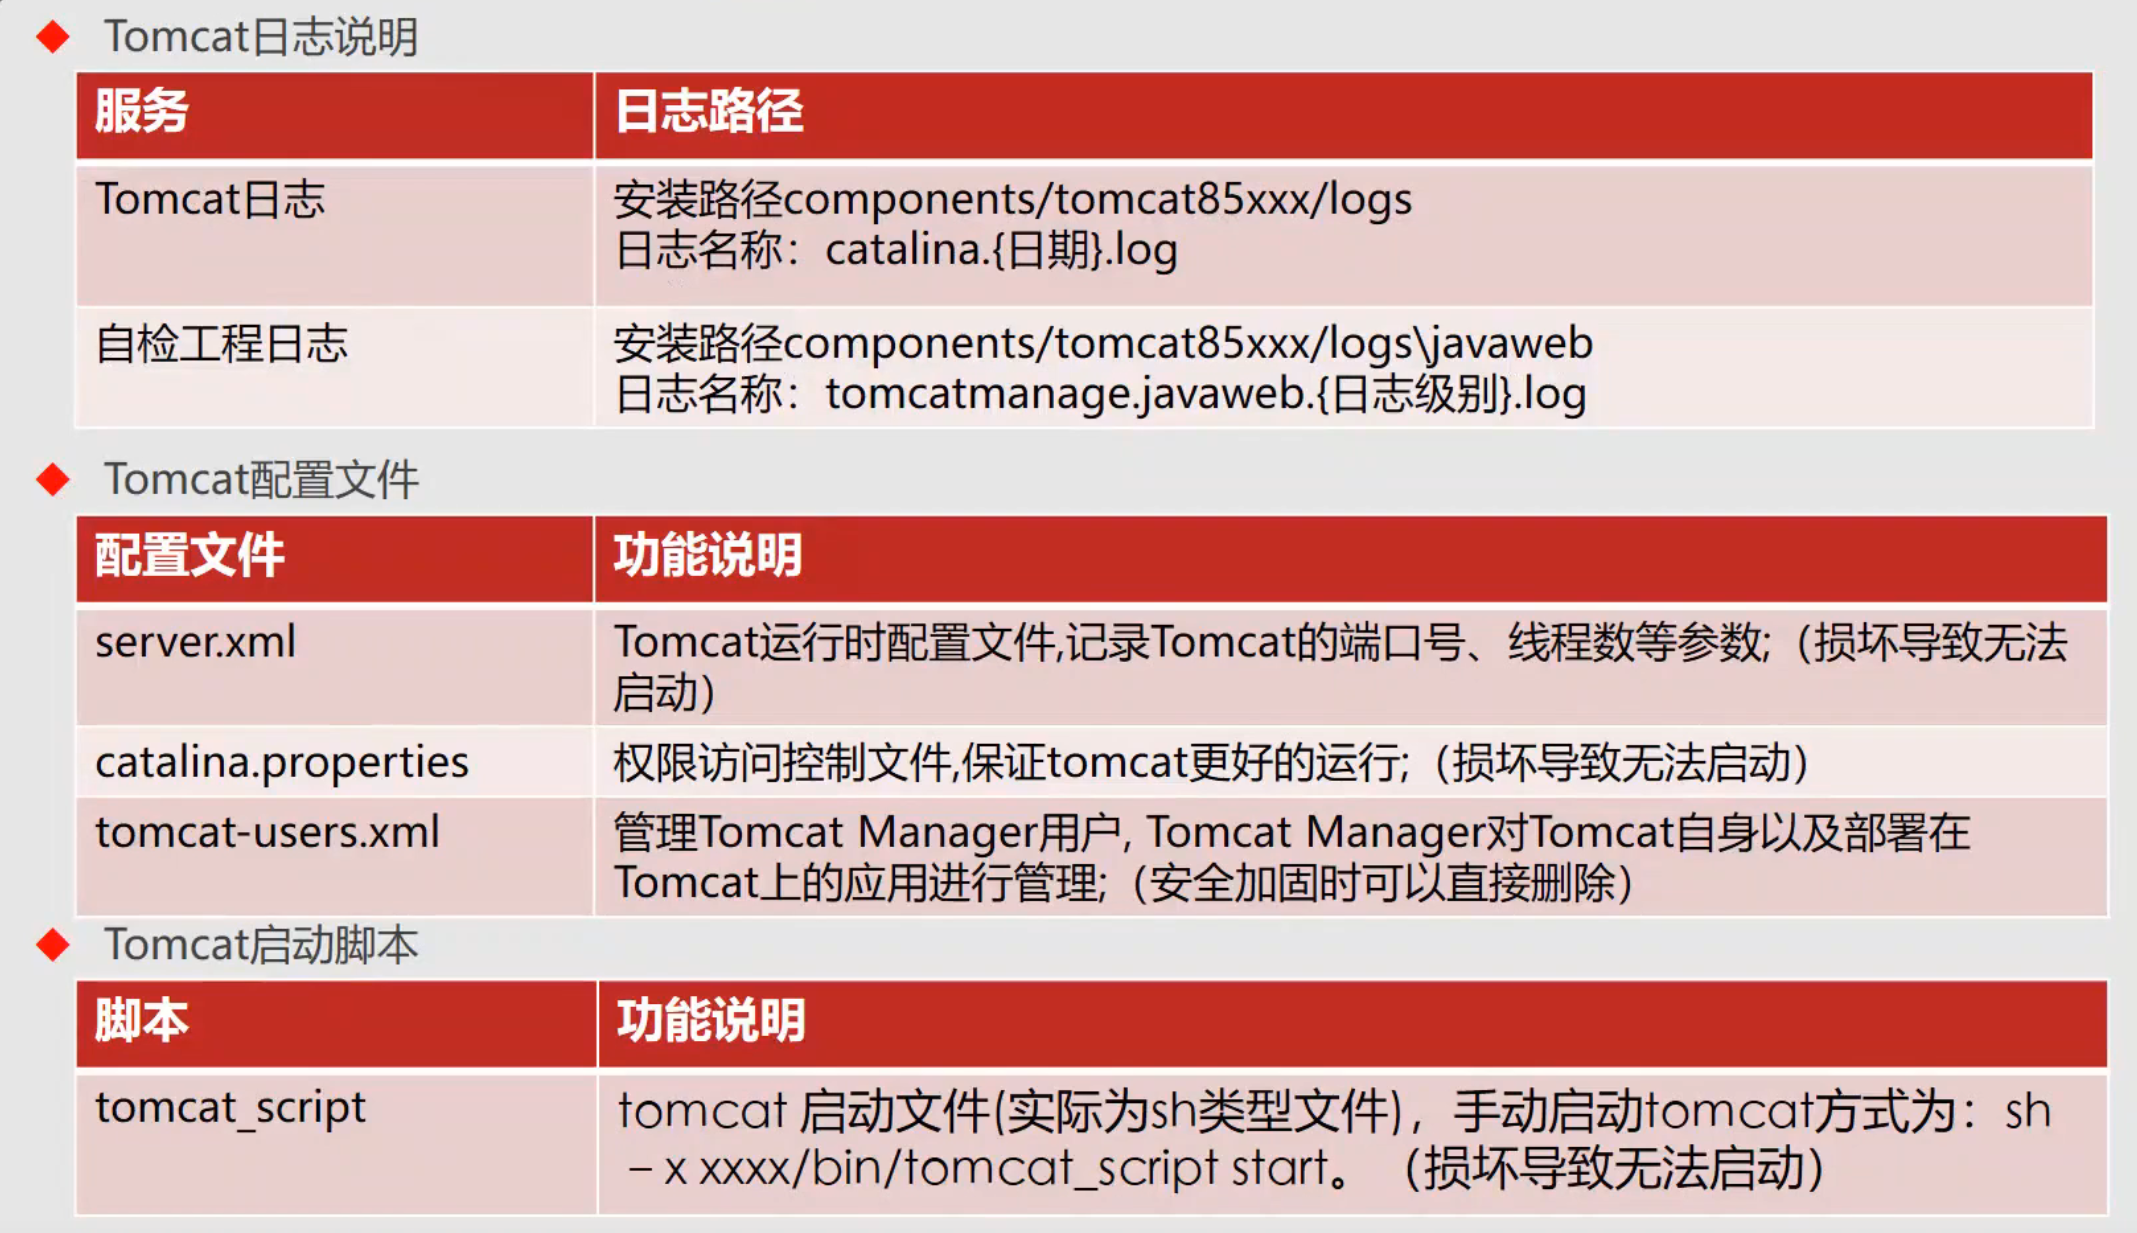 Tomcat日志说明
服务
日志路径
Tomcat日志
安装路径components/tomcat85xxx/logs
日志名称：catalina.{日期}.log
自检工程日志
安装路径components/tomcat85xxx/logs\javaweb
日志名称：tomcatmanage.javaweb.{日志级别}.log
Tomcat配置文件
配置文件
功能说明
server.xml
Tomcat运行时配置文件,记录Tomcat的端口号、线程数等参数;（损坏导致无法
启动）
catalina.properties
权限访问控制文件,保证tomcat更好的运行;（损坏导致无法启动）
tomcat-users.xml
管理Tomcat Manager用户, Tomcat Manager对Tomcat自身以及部署在
Tomcat上的应用进行管理;（安全加固时可以直接删除）
Tomcat启动脚本
脚本
功能说明
tomcat_script
tomcat 启动文件(实际为sh类型文件)，手动启动tomcat方式为：sh
– x xxxx/bin/tomcat_script start。（损坏导致无法启动）